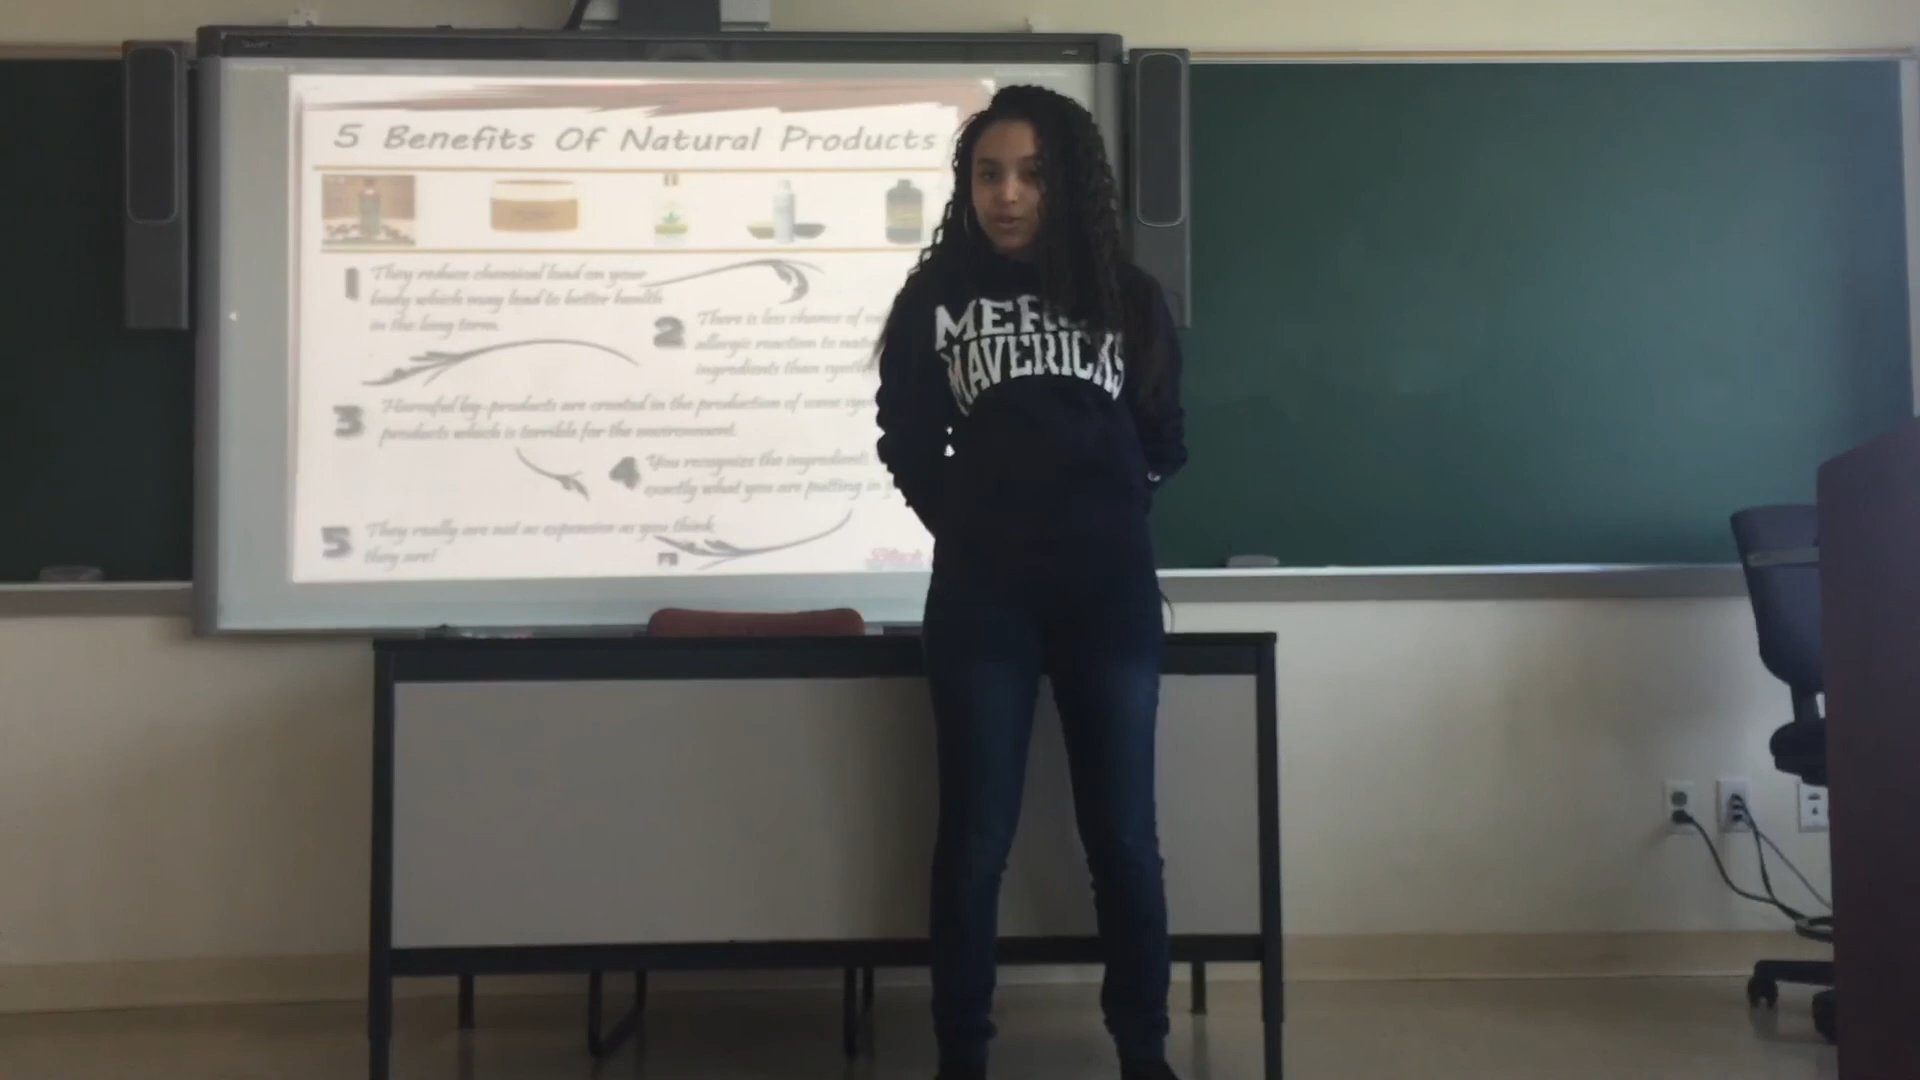 5 Benefits Of Natural Products
1 They reduce chemical load on your
body which may lead to better health
in the long term.
2 There is less chance of
allergic reaction to
ingredients than
3 Harmful by-products are created in the production of some
products which is terrible for the environment.
4 You recognize the ingredients
exactly what you are putting in
5 They really are not as expensive as you think
they are!
Black
MAVERICKS